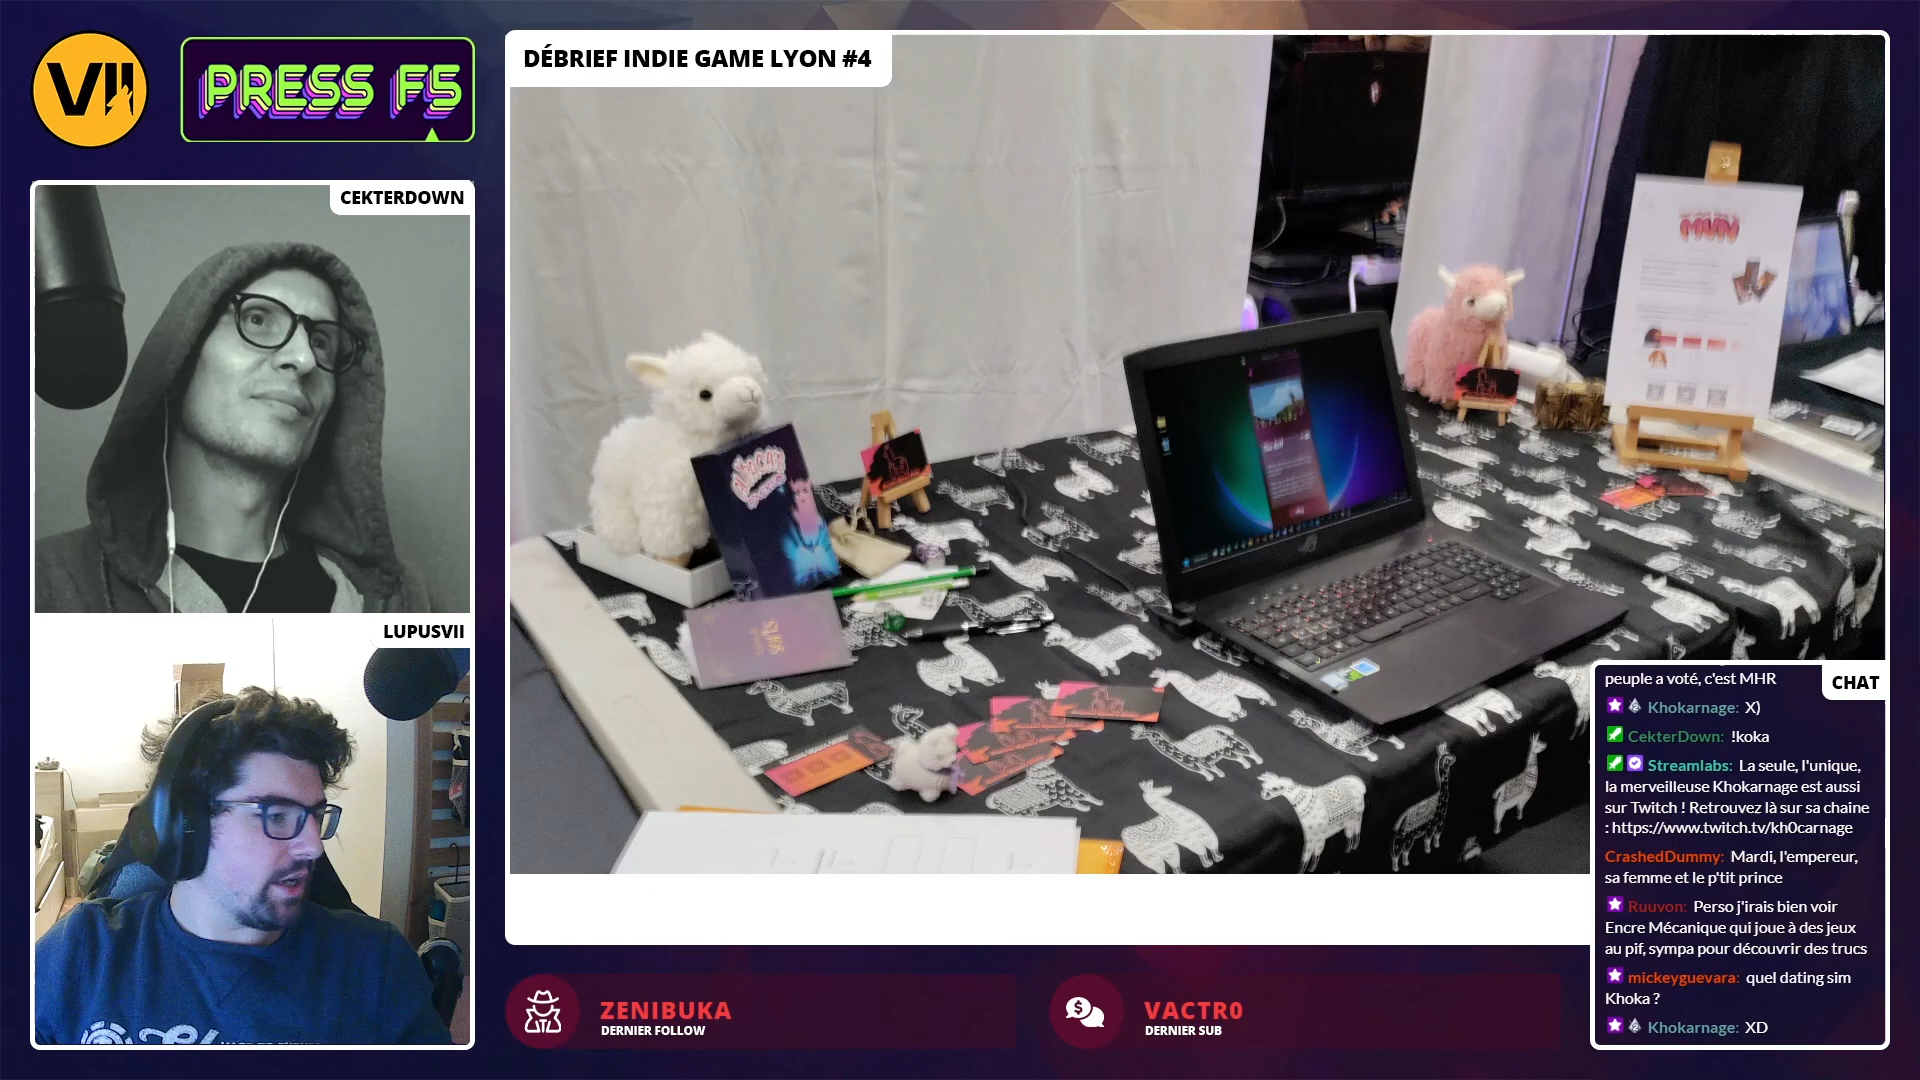 VII
PRESS F5
DÉBRIEF INDIE GAME LYON #4
CEKTERDOWN
LUPUSVII
MUN
CHAT
peuple a voté, c'est MHR
Khokarnage: X)
CekterDown: !koka
Streamlabs: La seule, l'unique,
la merveilleuse Khokarnage est aussi
sur Twitch ! Retrouvez là sur sa chaine
: https://www.twitch.tv/kh0carnage
CrashedDummy: Mardi, l'empereur,
sa femme et le p'tit prince
Ruuvon: Perso j'irais bien voir
Encre Mécanique qui joue à des jeux
au pif, sympa pour découvrir des trucs
mickeyguevara: quel dating sim
Khoka ?
Khokarnage: XD
ZENIBUKA
DERNIER FOLLOW
VACTR0
DERNIER SUB